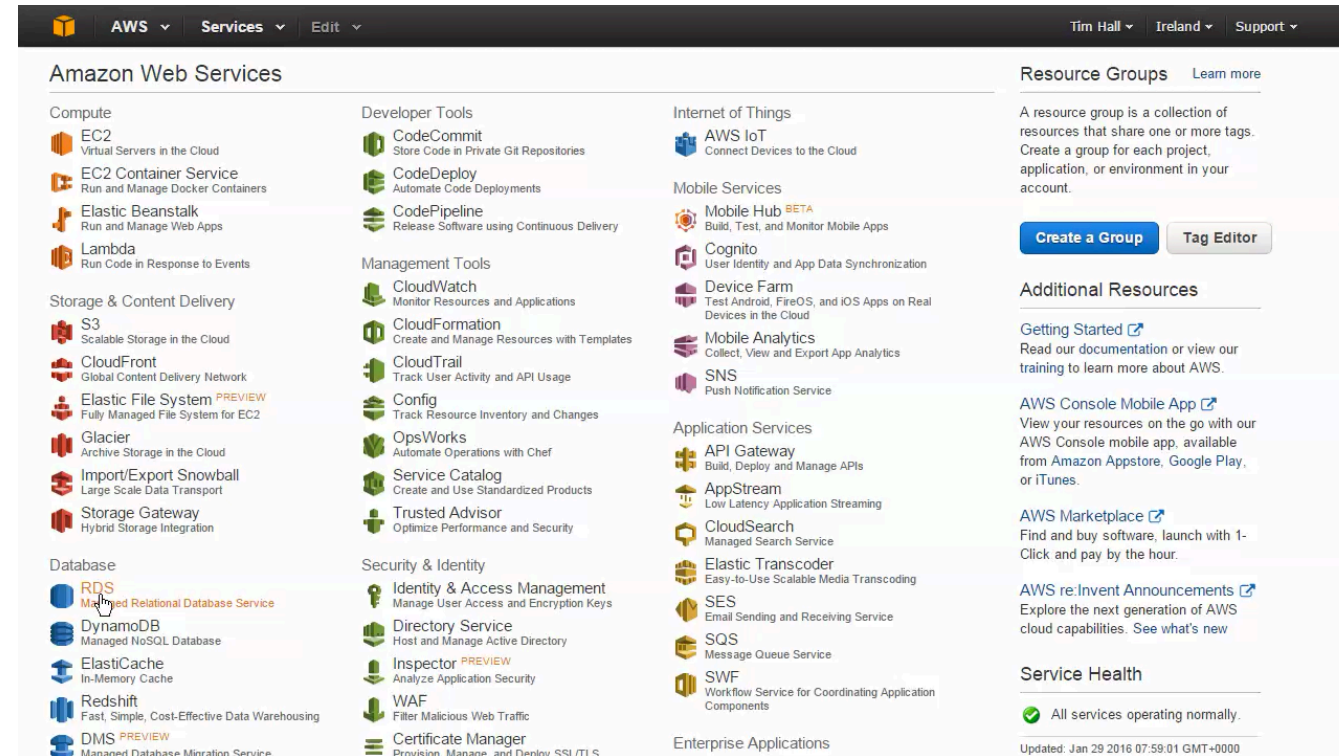 AWS Services Edit Tim Hall Ireland Support
Amazon Web Services
Compute
EC2
Virtual Servers in the Cloud
EC2 Container Service
Run and Manage Docker Containers
Elastic Beanstalk
Run and Manage Web Apps
Lambda
Run Code in Response to Events
Storage & Content Delivery
S3
Scalable Storage in the Cloud
CloudFront
Global Content Delivery Network
Elastic File System PREVIEW
Fully Managed File System for EC2
Glacier
Archive Storage in the Cloud
Import/Export Snowball
Large Scale Data Transport
Storage Gateway
Hybrid Storage Integration
Database
RDS
Managed Relational Database Service
DynamoDB
Managed NoSQL Database
ElastiCache
In-Memory Cache
Redshift
Fast, Simple, Cost-Effective Data Warehousing
DMS PREVIEW
Managed Database Migration Service
Developer Tools
CodeCommit
Store Code in Private Git Repositories
CodeDeploy
Automate Code Deployments
CodePipeline
Release Software using Continuous Delivery
Management Tools
CloudWatch
Monitor Resources and Applications
CloudFormation
Create and Manage Resources with Templates
CloudTrail
Track User Activity and API Usage
Config
Track Resource Inventory and Changes
OpsWorks
Automate Operations with Chef
Service Catalog
Create and Use Standardized Products
Trusted Advisor
Optimize Performance and Security
Security & Identity
Identity & Access Management
Manage User Access and Encryption Keys
Directory Service
Host and Manage Active Directory
Inspector PREVIEW
Analyze Application Security
WAF
Filter Malicious Web Traffic
Certificate Manager
Provision, Manage, and Deploy SSL/TLS
Internet of Things
AWS IoT
Connect Devices to the Cloud
Mobile Services
Mobile Hub BETA
Build, Test, and Monitor Mobile Apps
Cognito
User Identity and App Data Synchronization
Device Farm
Test Android, FireOS, and iOS Apps on Real
Devices in the Cloud
Mobile Analytics
Collect, View and Export App Analytics
SNS
Push Notification Service
Application Services
API Gateway
Build, Deploy and Manage APIs
AppStream
Low Latency Application Streaming
CloudSearch
Managed Search Service
Elastic Transcoder
Easy-to-Use Scalable Media Transcoding
SES
Email Sending and Receiving Service
SQS
Message Queue Service
SWF
Workflow Service for Coordinating Application
Components
Enterprise Applications
Resource Groups Learn more
A resource group is a collection of
resources that share one or more tags.
Create a group for each project,
application, or environment in your
account.
Create a Group Tag Editor
Additional Resources
Getting Started
Read our documentation or view our
training to learn more about AWS.
AWS Console Mobile App
View your resources on the go with our
AWS Console mobile app, available
from Amazon Appstore, Google Play,
or iTunes.
AWS Marketplace
Find and buy software, launch with 1-
Click and pay by the hour.
AWS re:Invent Announcements
Explore the next generation of AWS
cloud capabilities. See what's new
Service Health
All services operating normally.
Updated: Jan 29 2016 07:59:01 GMT+0000